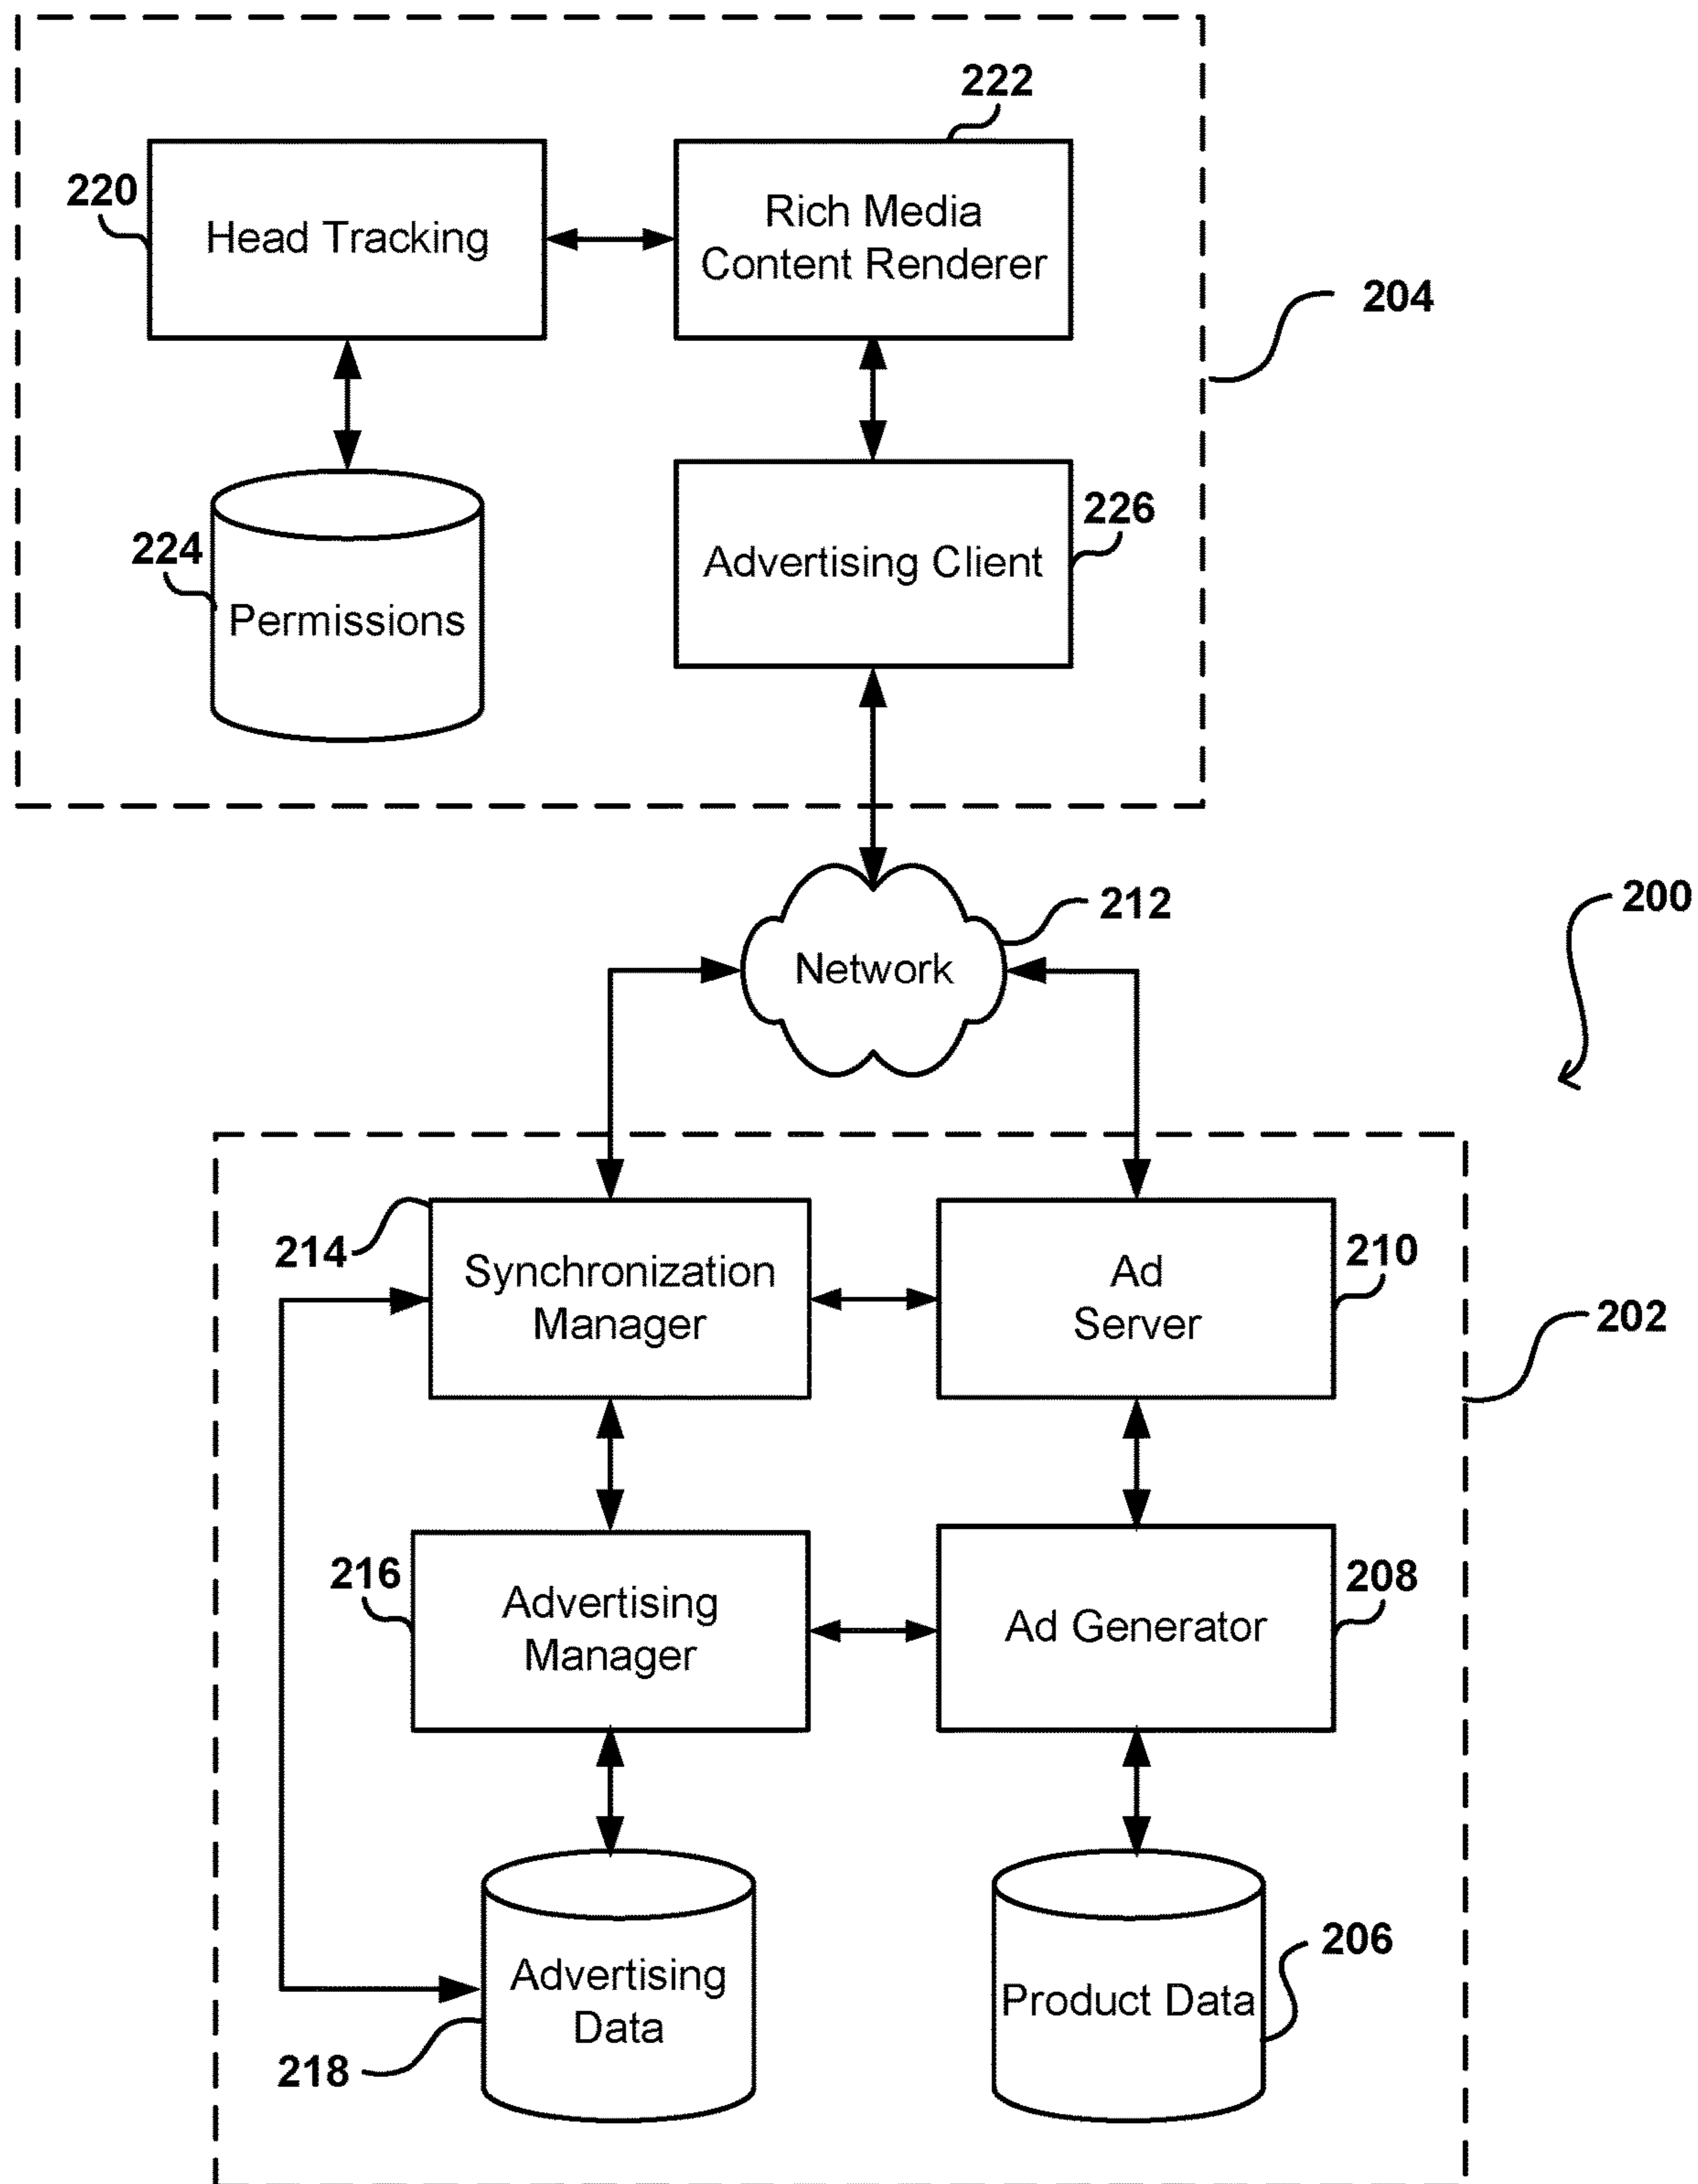 222
220
Head Tracking
Rich Media
Content Renderer
204
224
Permissions
226
Advertising Client
212
Network
200
214
Synchronization
Manager
210
Ad
Server
202
216
Advertising
Manager
208
Ad Generator
Advertising
Data
218
206
Product Data